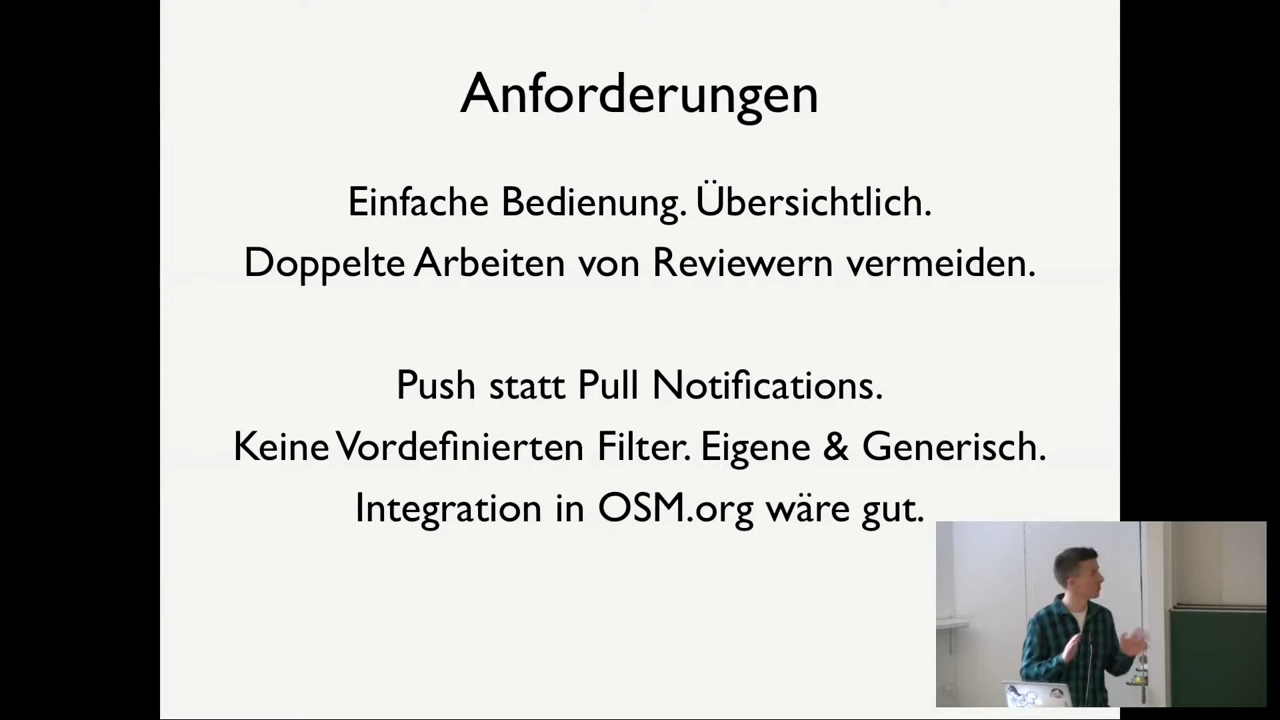 Anforderungen
Einfache Bedienung. Übersichtlich.
Doppelte Arbeiten von Reviewern vermeiden.
Push statt Pull Notifications.
Keine Vordefinierten Filter. Eigene & Generisch.
Integration in OSM.org wäre gut.